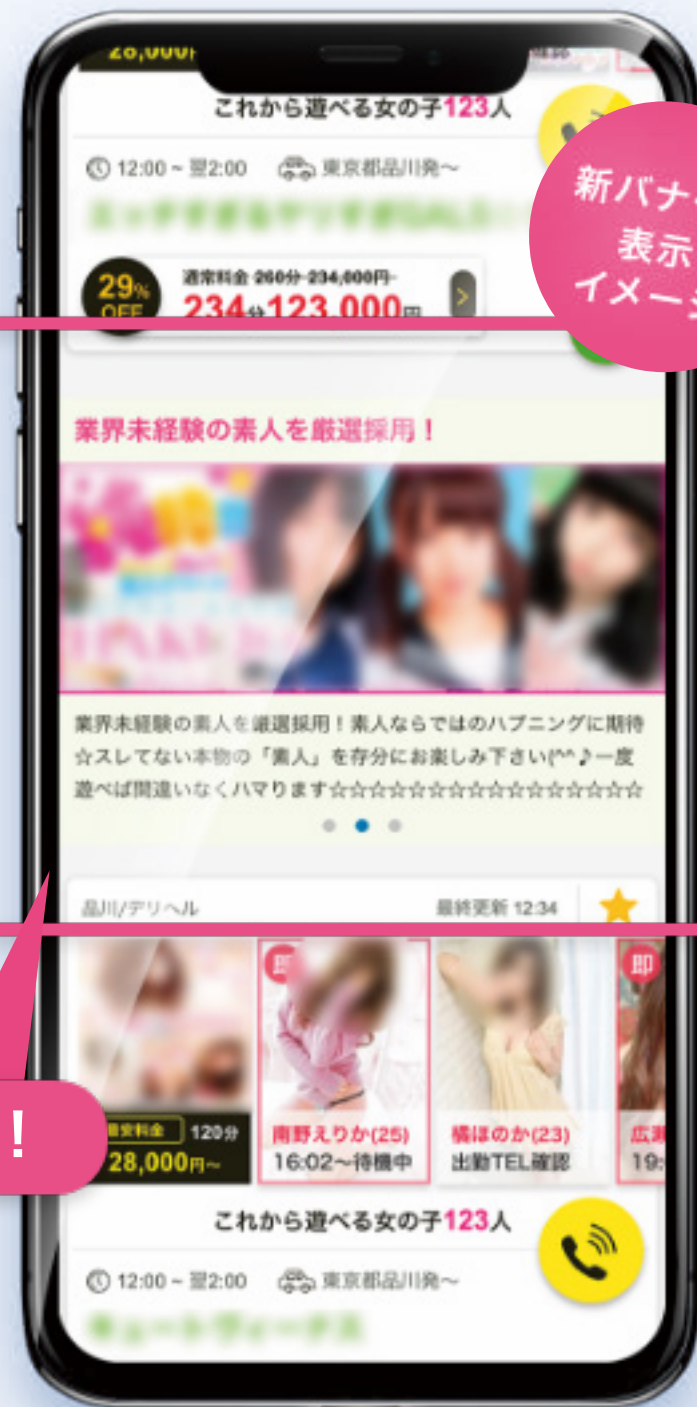 28,000
これから遊べる女の子123人
12:00 ~ 翌2:00 東京都品川発〜
新バナー
表示
イメージ
29%
OFF
通常料金 260分 234,000円
234分 123,000円
業界未経験の素人を厳選採用！
業界未経験の素人を厳選採用！素人ならではのハプニングに期待
☆スレてない本物の「素人」を存分にお楽しみ下さい(^^♪一度
遊べば間違いなくハマります☆☆☆☆☆☆☆☆☆☆☆☆☆☆☆☆
品川/デリヘル 最終更新 12:34
即
即
！
最安料金 120分
28,000円~
南野えりか(25)
16:02〜待機中
橘ほのか(23)
出勤TEL確認
広瀬
19:
これから遊べる女の子123人
12:00 ~ 翌2:00 東京都品川発〜